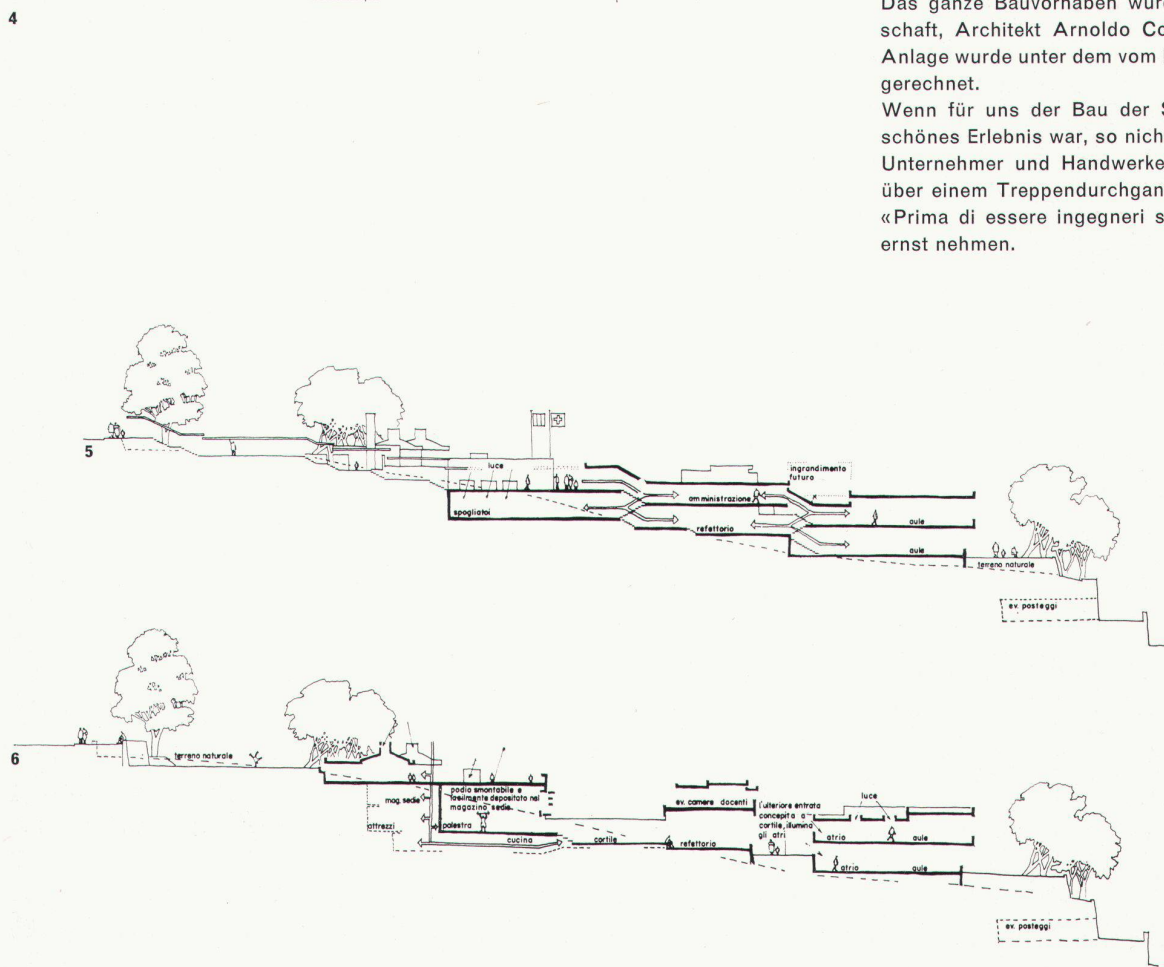 4
Das ganze Bauvorhaben wurd
schaft, Architekt Arnoldo Co
Anlage wurde unter dem vom
gerechnet.
Wenn für uns der Bau der S
schönes Erlebnis war, so nich
Unternehmer und Handwerke
über einem Treppendurchgan
«Prima di essere ingegneri s
ernst nehmen.
5
luce
ingrandimento
futuro
amministrazione
spogliatoi
refettorio
aule
aule
terreno naturale
ev. posteggi
6
terreno naturale
podio smontabile e
facilmente depositato nel
magazino sedie.
mag. sedie
attrezzi
palestra
cucina
cortile
ev. camere docenti
refettorio
l'ulteriore entrata
concepita a
cortile, illumina
gli atri
luce
atrio
aule
atrio
aule
ev. posteggi